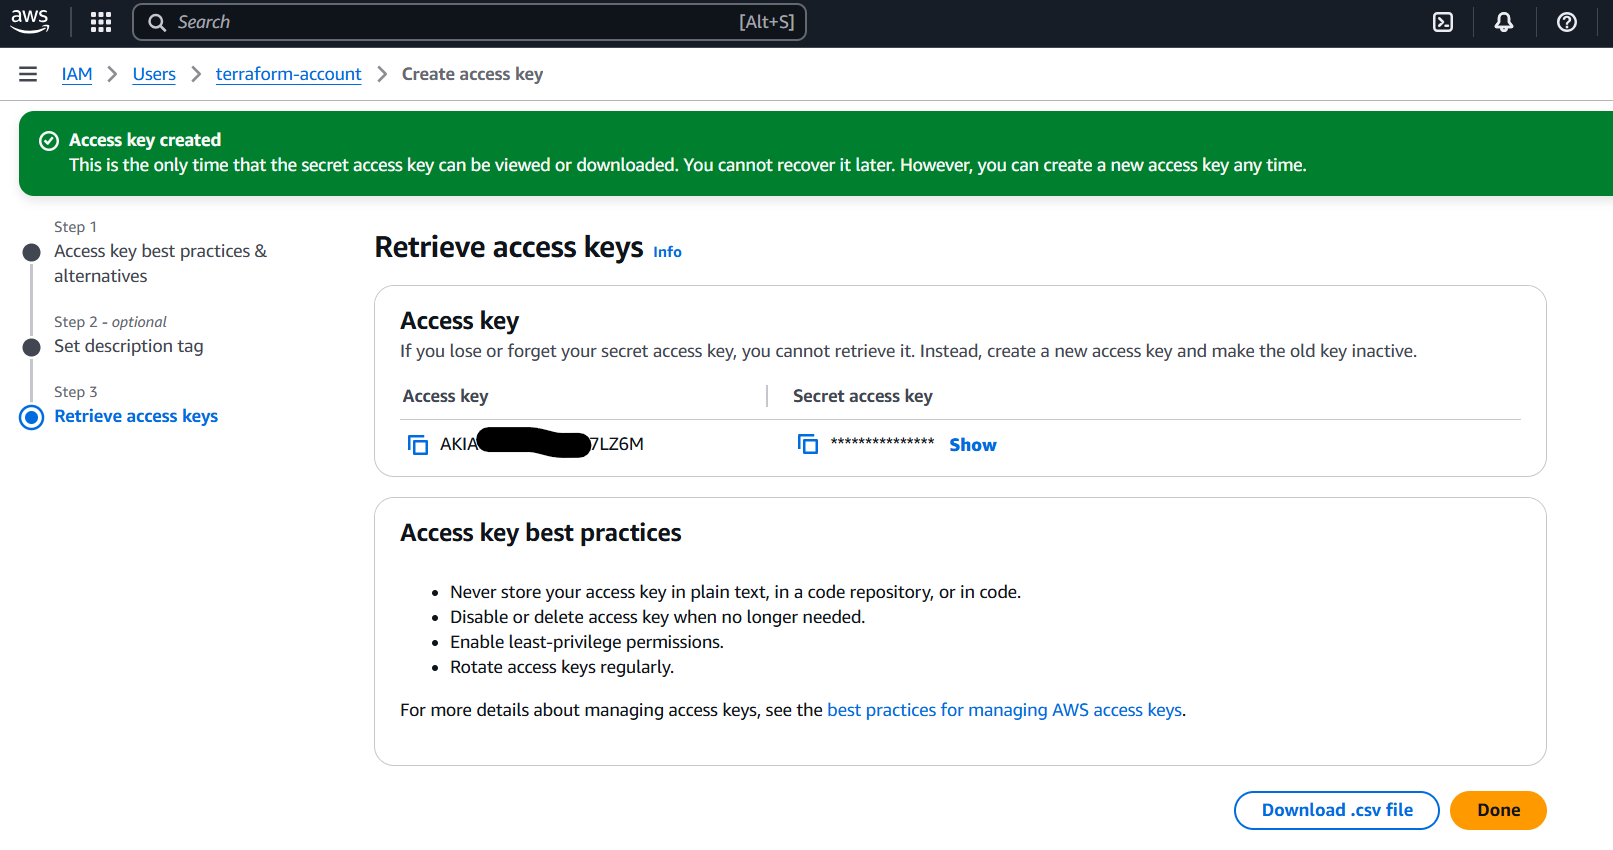 aws
Search [Alt+S]
IAM > Users > terraform-account > Create access key
Access key created
This is the only time that the secret access key can be viewed or downloaded. You cannot recover it later. However, you can create a new access key any time.
Step 1
Access key best practices &
alternatives
Step 2 - optional
Set description tag
Step 3
Retrieve access keys
Retrieve access keys Info
Access key
If you lose or forget your secret access key, you cannot retrieve it. Instead, create a new access key and make the old key inactive.
Access key Secret access key
AKIA 7LZ6M *************** Show
Access key best practices
• Never store your access key in plain text, in a code repository, or in code.
• Disable or delete access key when no longer needed.
• Enable least-privilege permissions.
• Rotate access keys regularly.
For more details about managing access keys, see the best practices for managing AWS access keys.
Download .csv file Done